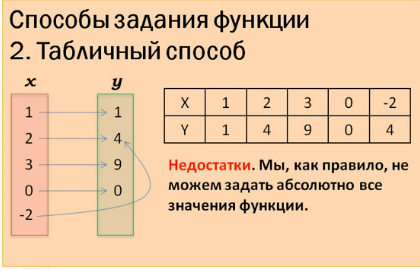 Способы задания функции
2. Табличный способ
x y
1 1
2 4
3 9
0 0
-2
X 1 2 3 0 -2
Y 1 4 9 0 4
Недостатки. Мы, как правило, не
можем задать абсолютно все
значения функции.